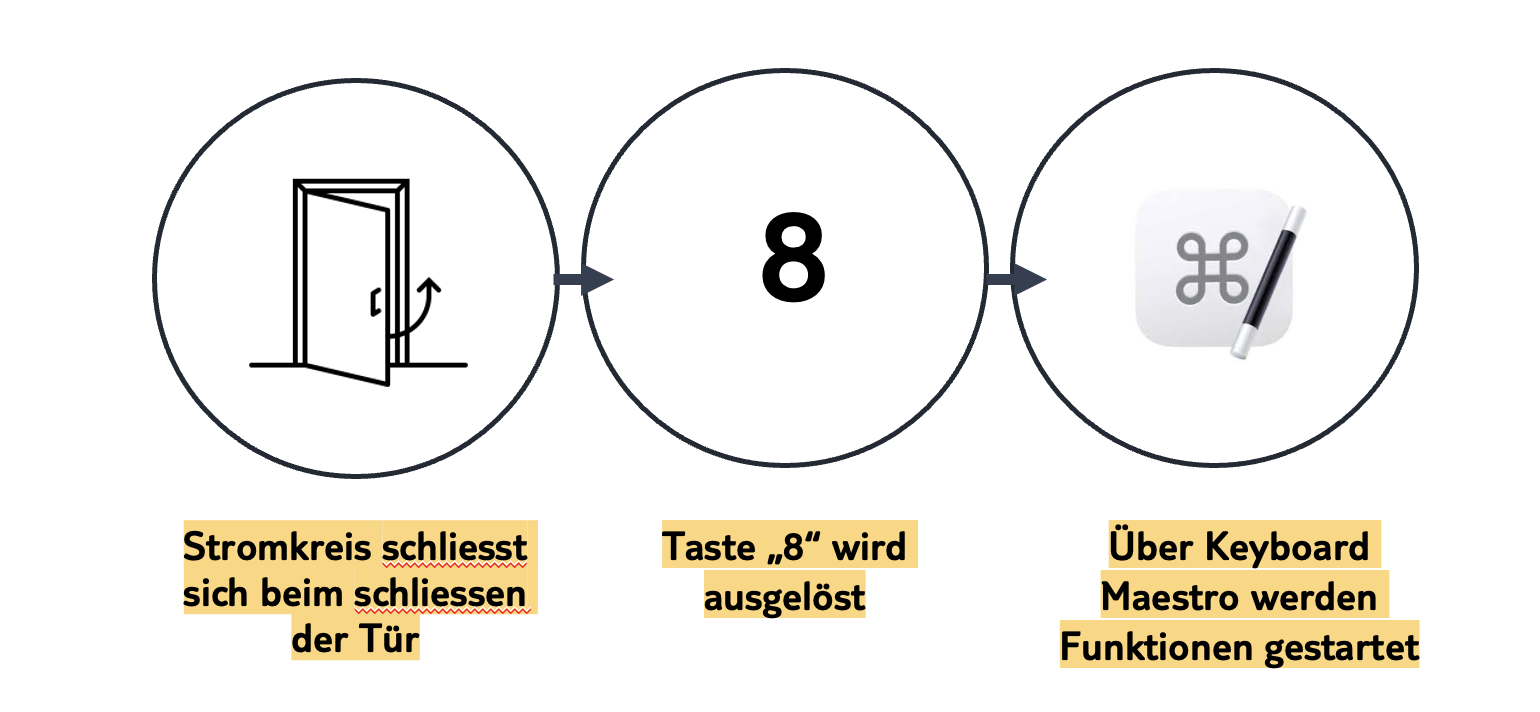 8
Stromkreis schliesst
sich beim schliessen
der Tür
Taste „8“ wird
ausgelöst
Über Keyboard
Maestro werden
Funktionen gestartet